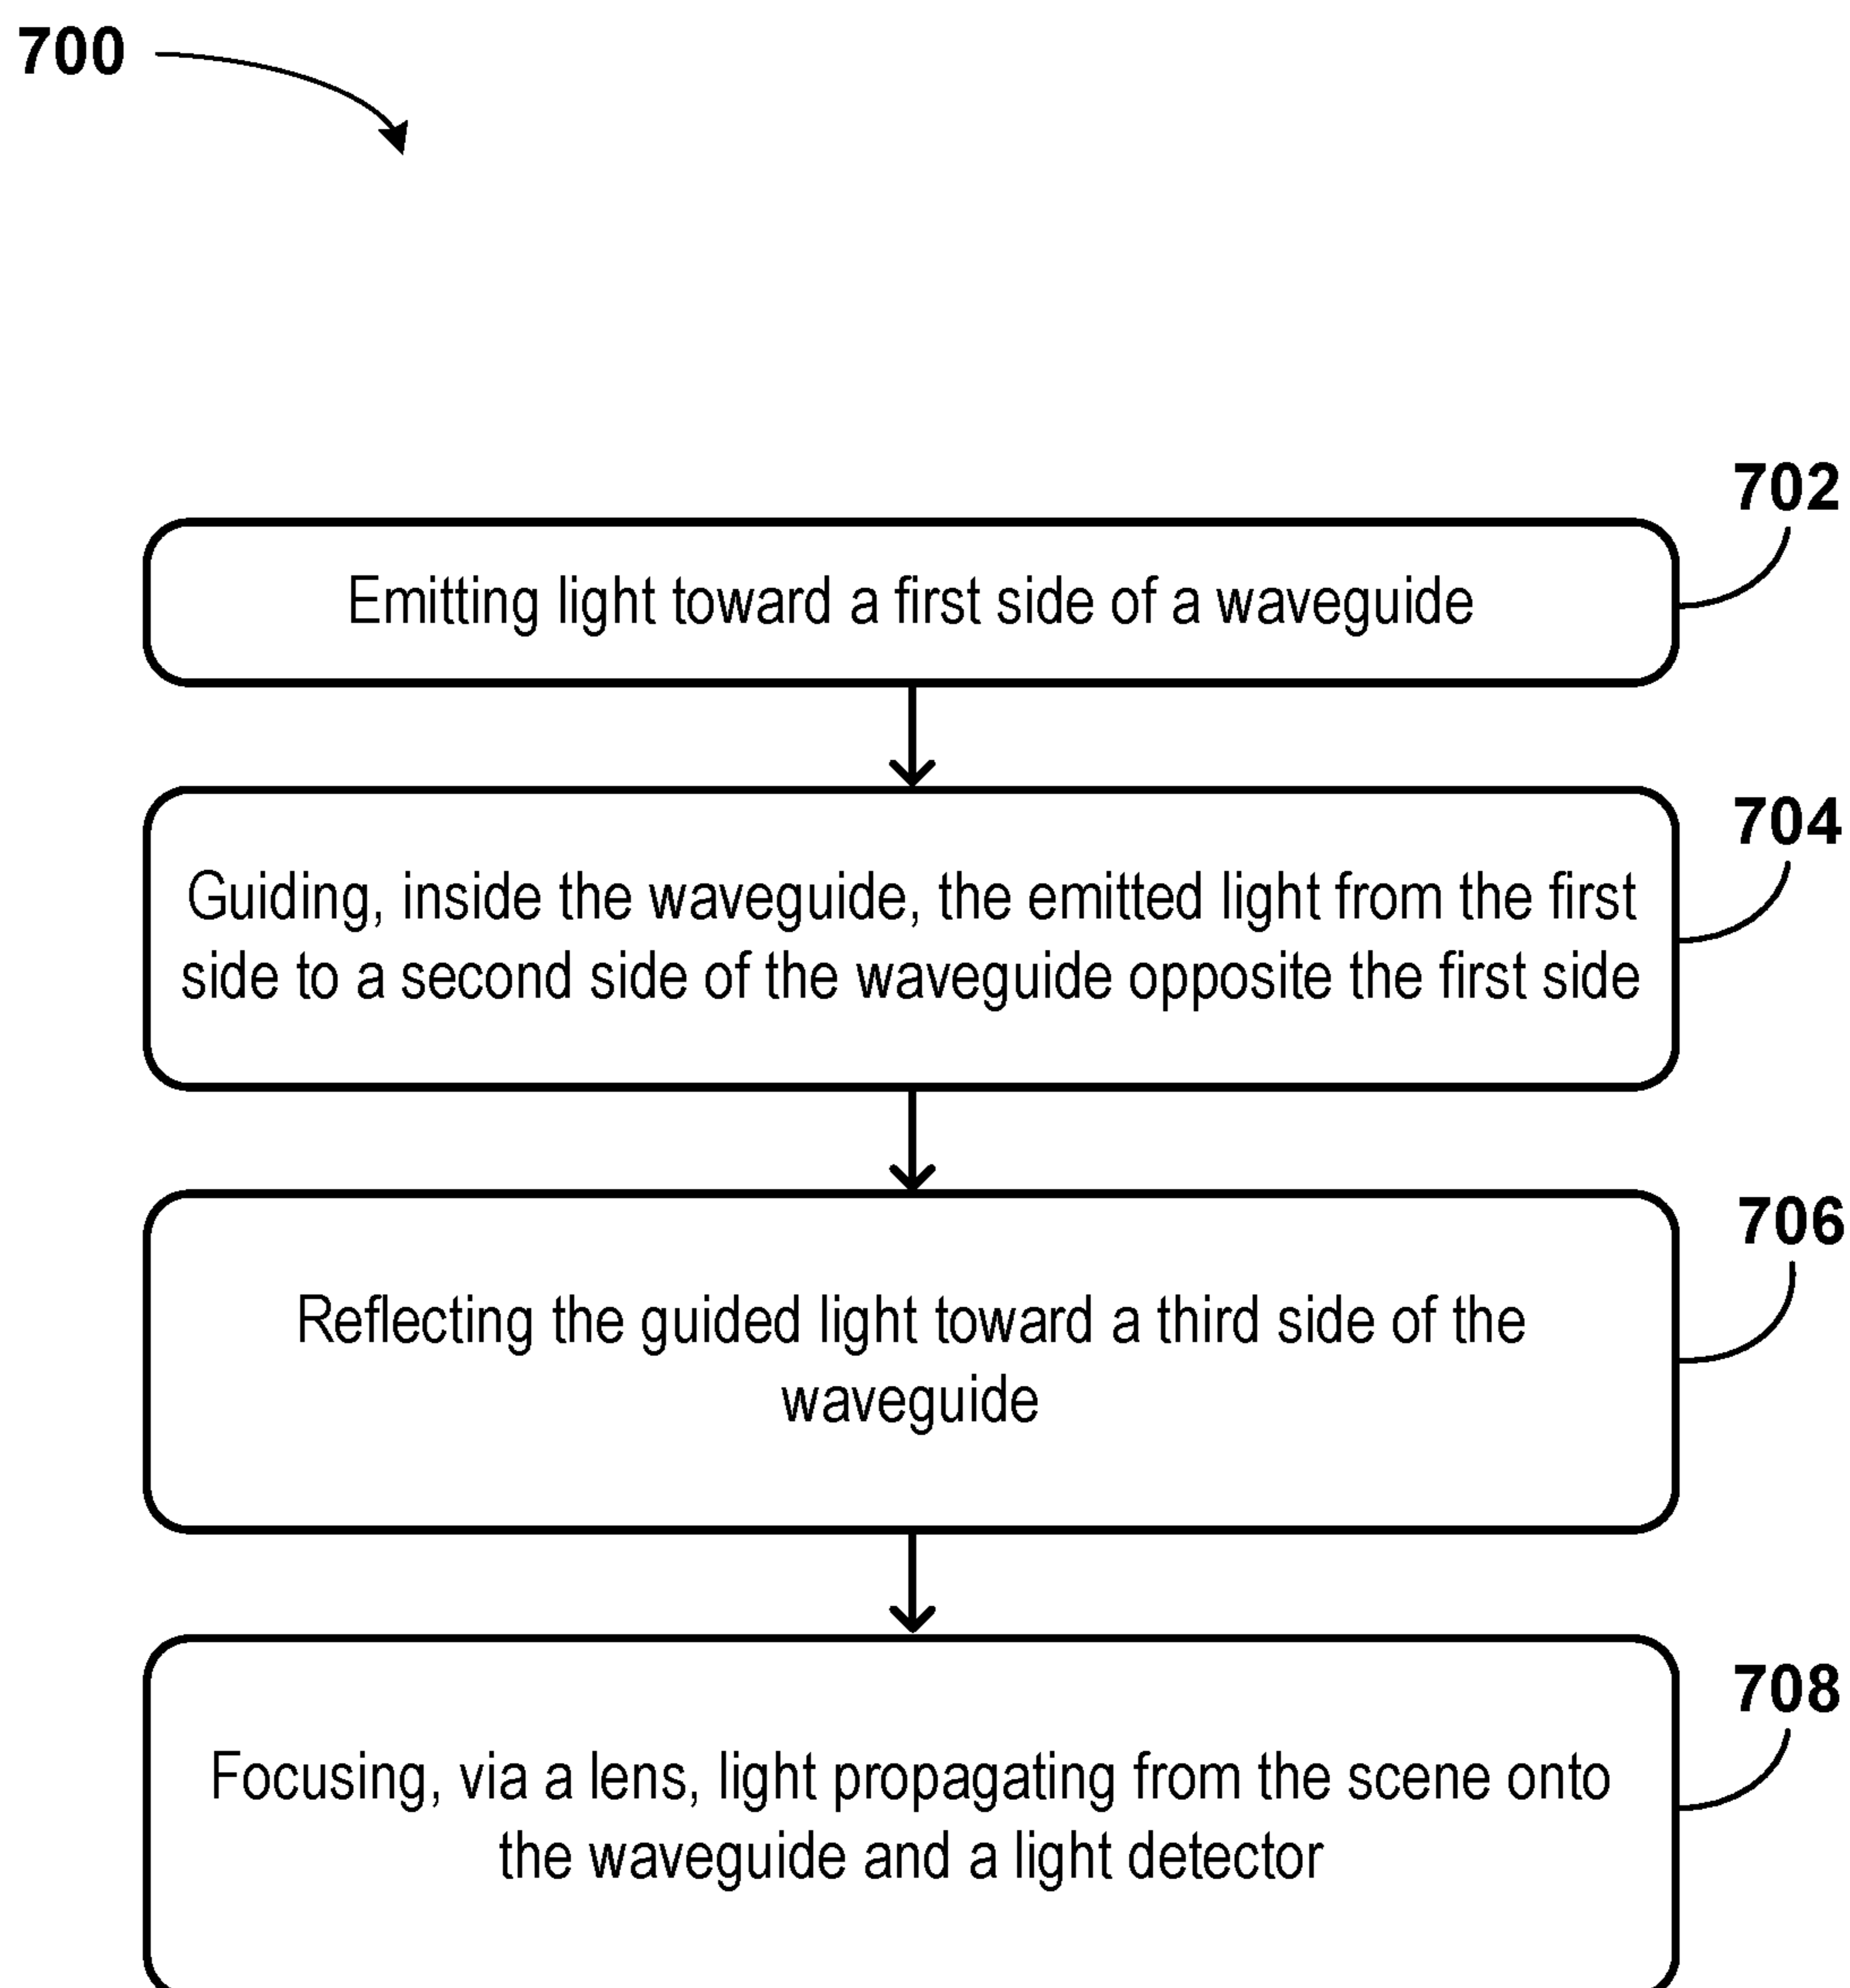 700
702
Emitting light toward a first side of a waveguide
704
Guiding, inside the waveguide, the emitted light from the first
side to a second side of the waveguide opposite the first side
706
Reflecting the guided light toward a third side of the
waveguide
708
Focusing, via a lens, light propagating from the scene onto
the waveguide and a light detector